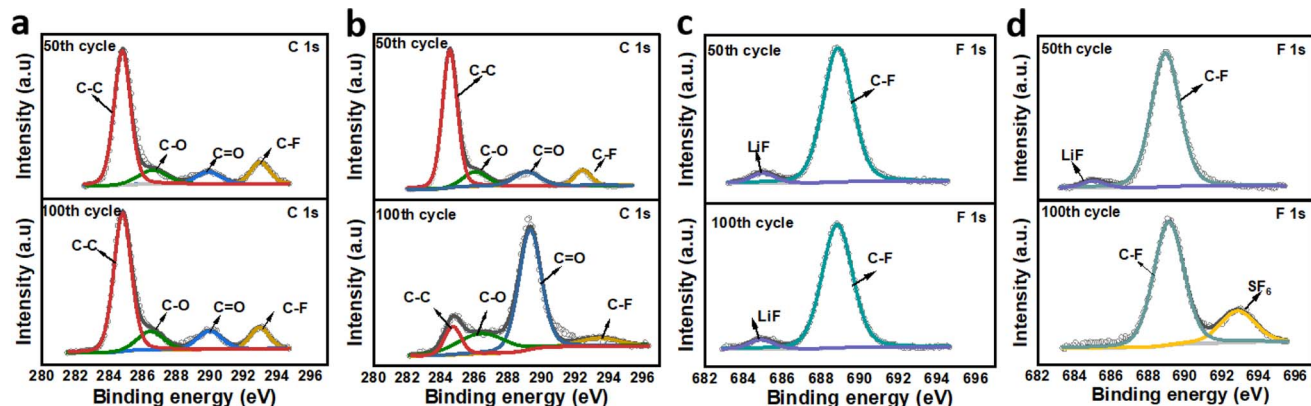 a
Intensity (a.u)
50th cycle
C 1s
C-C
C-O
C=O
C-F
Intensity (a.u)
100th cycle
C 1s
C-C
C-O
C=O
C-F
280 282 284 286 288 290 292 294 296
Binding energy (eV)
b
Intensity (a.u)
50th cycle
C 1s
C-C
C-O
C=O
C-F
Intensity (a.u)
100th cycle
C 1s
C-C
C-O
C=O
C-F
282 284 286 288 290 292 294 296
Binding energy (eV)
c
Intensity (a.u.)
50th cycle
F 1s
C-F
LiF
Intensity (a.u.)
100th cycle
F 1s
C-F
LiF
682 684 686 688 690 692 694 696
Binding energy (eV)
d
Intensity (a.u.)
50th cycle
F 1s
C-F
LiF
Intensity (a.u.)
100th cycle
F 1s
C-F
SF₆
682 684 686 688 690 692 694 696
Binding energy (eV)